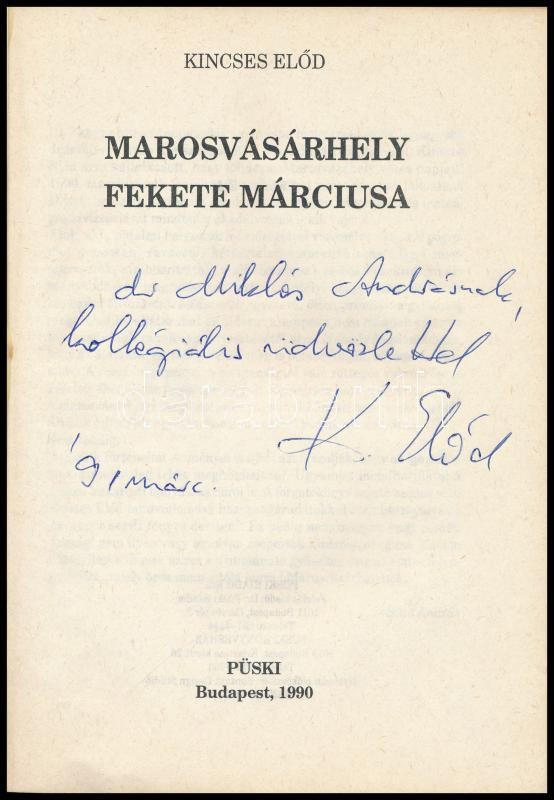 KINCSES ELŐD
MAROSVÁSÁRHELY
FEKETE MÁRCIUSA
dr Miklós Andrásnak,
kollégiális üdvözlettel
K. Előd
'91 márc.
PÜSKI
Budapest, 1990